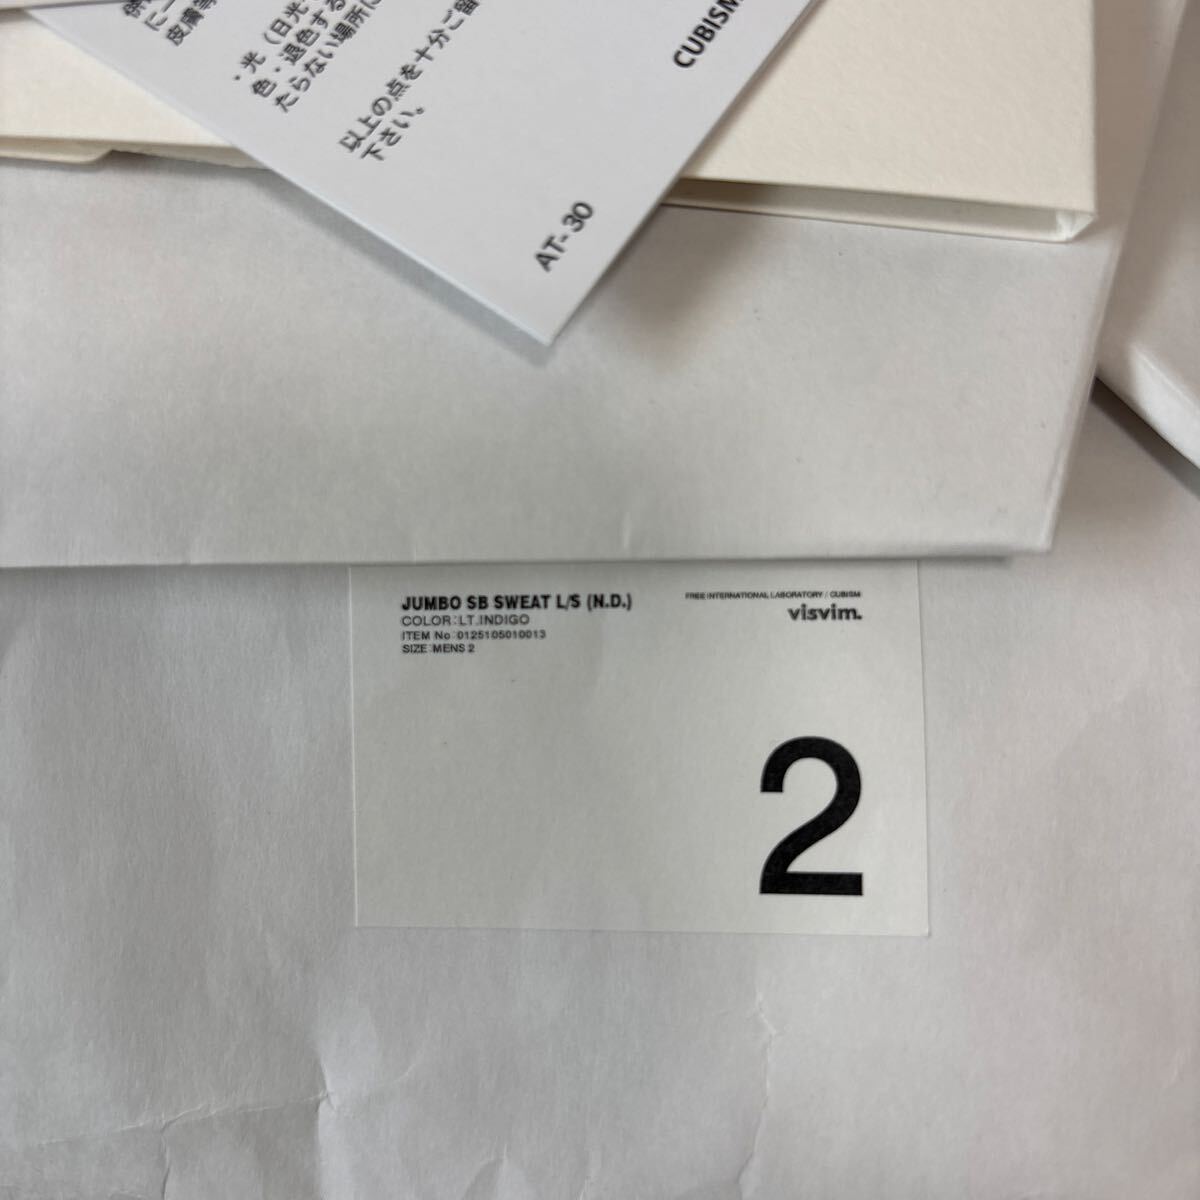 皮膚
・光（日光
色・退色する
たらない場所に
以上の点を十分ご留
下さい。
CUBISM
AT-30
JUMBO SB SWEAT L/S (N.D.)
COLOR:LT.INDIGO
ITEM No:0125105010013
SIZE:MENS 2
FREE INTERNATIONAL LABORATORY / CUBISM
visvim.
2